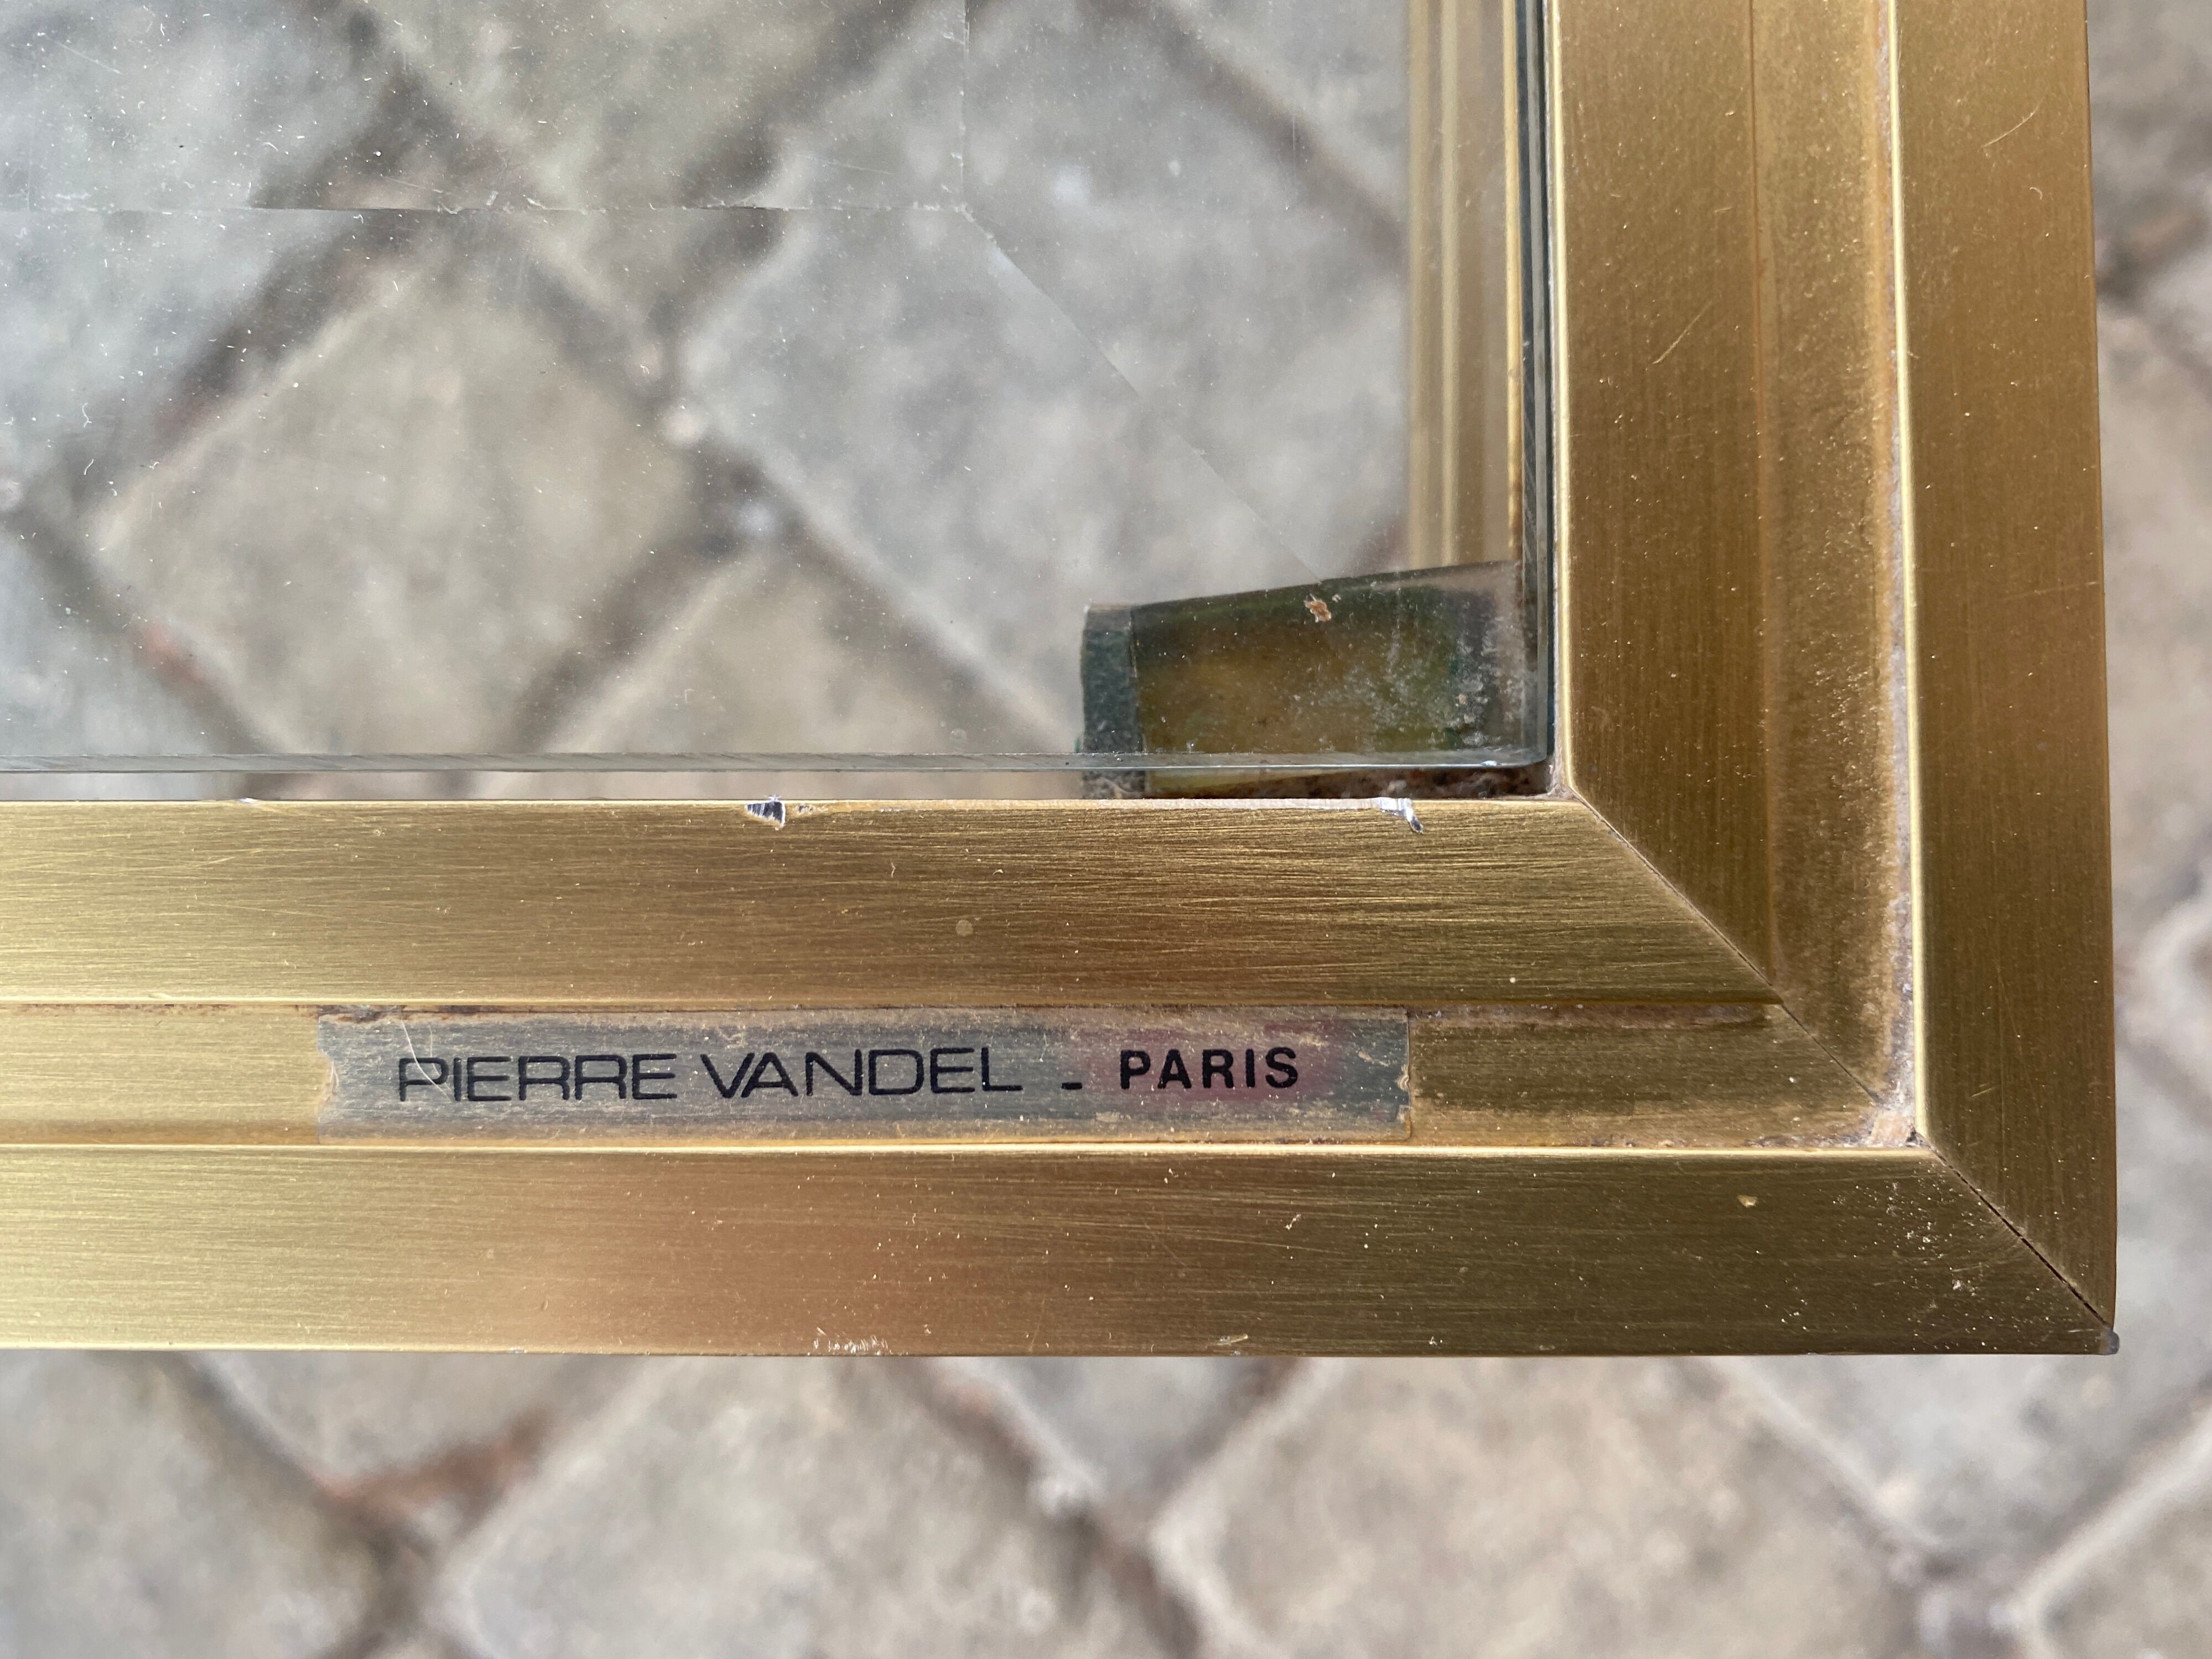 PIERRE VANDEL - PARIS